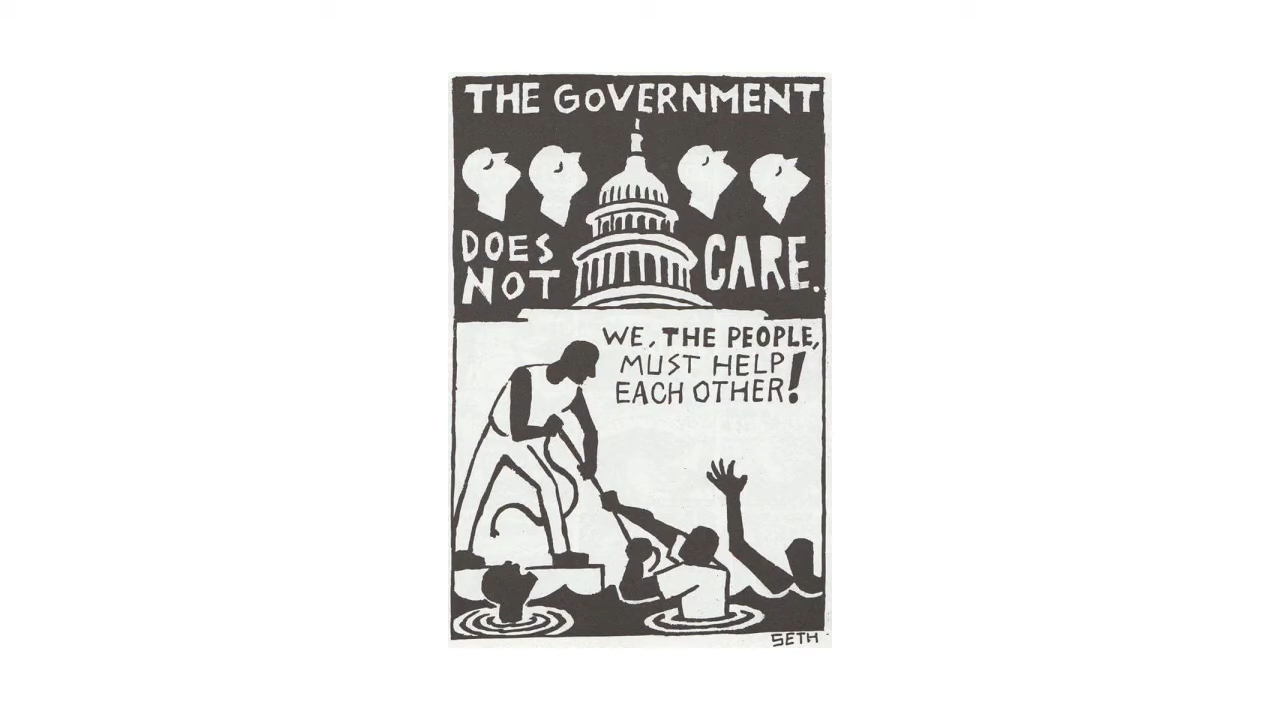 THE GOVERNMENT
DOES
NOT
CARE.
WE, THE PEOPLE,
MUST HELP
EACH OTHER!
SETH